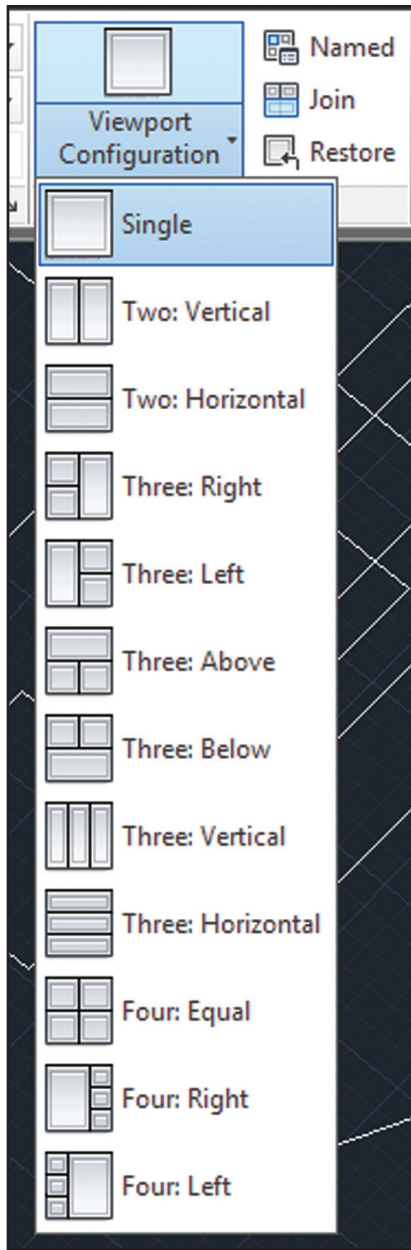 Named
Join
Restore
Viewport
Configuration
Single
Two: Vertical
Two: Horizontal
Three: Right
Three: Left
Three: Above
Three: Below
Three: Vertical
Three: Horizontal
Four: Equal
Four: Right
Four: Left